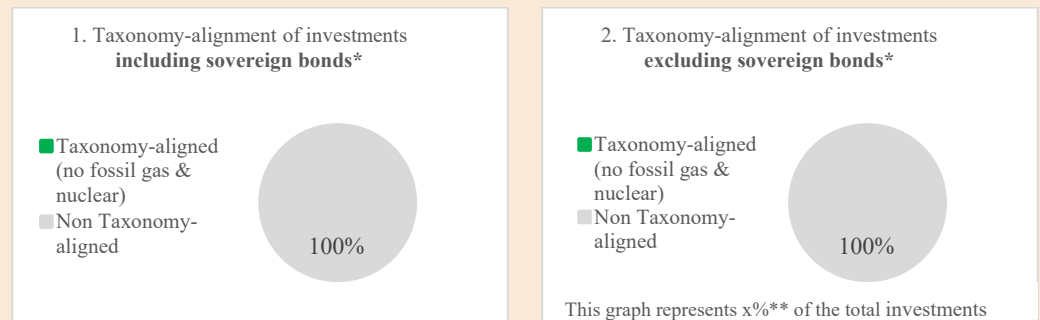 1. Taxonomy-alignment of investments
including sovereign bonds*
Taxonomy-aligned
(no fossil gas &
nuclear)
Non Taxonomy-
aligned
100%
2. Taxonomy-alignment of investments
excluding sovereign bonds*
Taxonomy-aligned
(no fossil gas &
nuclear)
Non Taxonomy-
aligned
100%
This graph represents x%** of the total investments